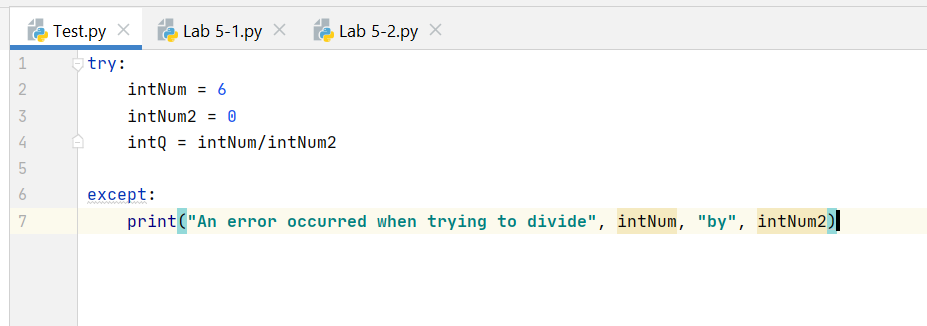 Test.py Lab 5-1.py Lab 5-2.py
1 try:
2 intNum = 6
3 intNum2 = 0
4 intQ = intNum/intNum2
5
6 except:
7 print("An error occurred when trying to divide", intNum, "by", intNum2)